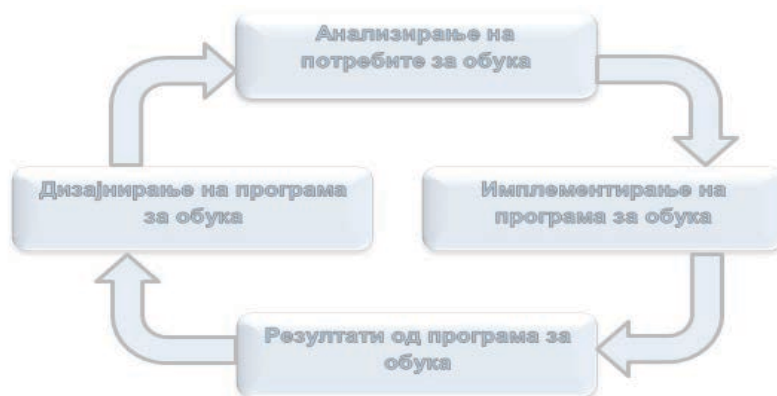 Анализирање на
потребите за обука
Дизајнирање на програма
за обука
Имплементирање на
програма за обука
Резултати од програма за
обука